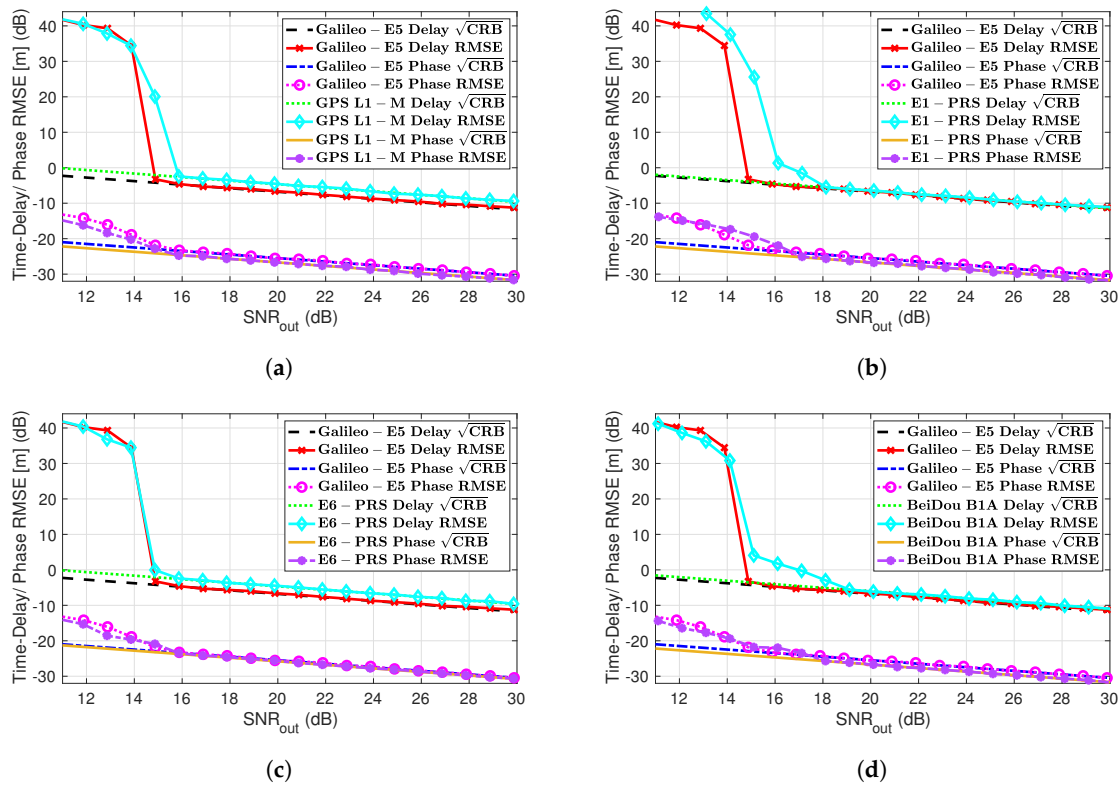 Time-Delay/ Phase RMSE [m] (dB)
40
30
20
10
0
-10
-20
-30
Galileo − E5 Delay √CRB
Galileo − E5 Delay RMSE
Galileo − E5 Phase √CRB
Galileo − E5 Phase RMSE
GPS L1 − M Delay √CRB
GPS L1 − M Delay RMSE
GPS L1 − M Phase √CRB
GPS L1 − M Phase RMSE
12 14 16 18 20 22 24 26 28 30
SNRout (dB)
(a)
Time-Delay/ Phase RMSE [m] (dB)
40
30
20
10
0
-10
-20
-30
Galileo − E5 Delay √CRB
Galileo − E5 Delay RMSE
Galileo − E5 Phase √CRB
Galileo − E5 Phase RMSE
E1 − PRS Delay √CRB
E1 − PRS Delay RMSE
E1 − PRS Phase √CRB
E1 − PRS Phase RMSE
12 14 16 18 20 22 24 26 28 30
SNRout (dB)
(b)
Time-Delay/ Phase RMSE [m] (dB)
40
30
20
10
0
-10
-20
-30
Galileo − E5 Delay √CRB
Galileo − E5 Delay RMSE
Galileo − E5 Phase √CRB
Galileo − E5 Phase RMSE
E6 − PRS Delay √CRB
E6 − PRS Delay RMSE
E6 − PRS Phase √CRB
E6 − PRS Phase RMSE
12 14 16 18 20 22 24 26 28 30
SNRout (dB)
(c)
Time-Delay/ Phase RMSE [m] (dB)
40
30
20
10
0
-10
-20
-30
Galileo − E5 Delay √CRB
Galileo − E5 Delay RMSE
Galileo − E5 Phase √CRB
Galileo − E5 Phase RMSE
BeiDou B1A Delay √CRB
BeiDou B1A Delay RMSE
BeiDou B1A Phase √CRB
BeiDou B1A Phase RMSE
12 14 16 18 20 22 24 26 28 30
SNRout (dB)
(d)